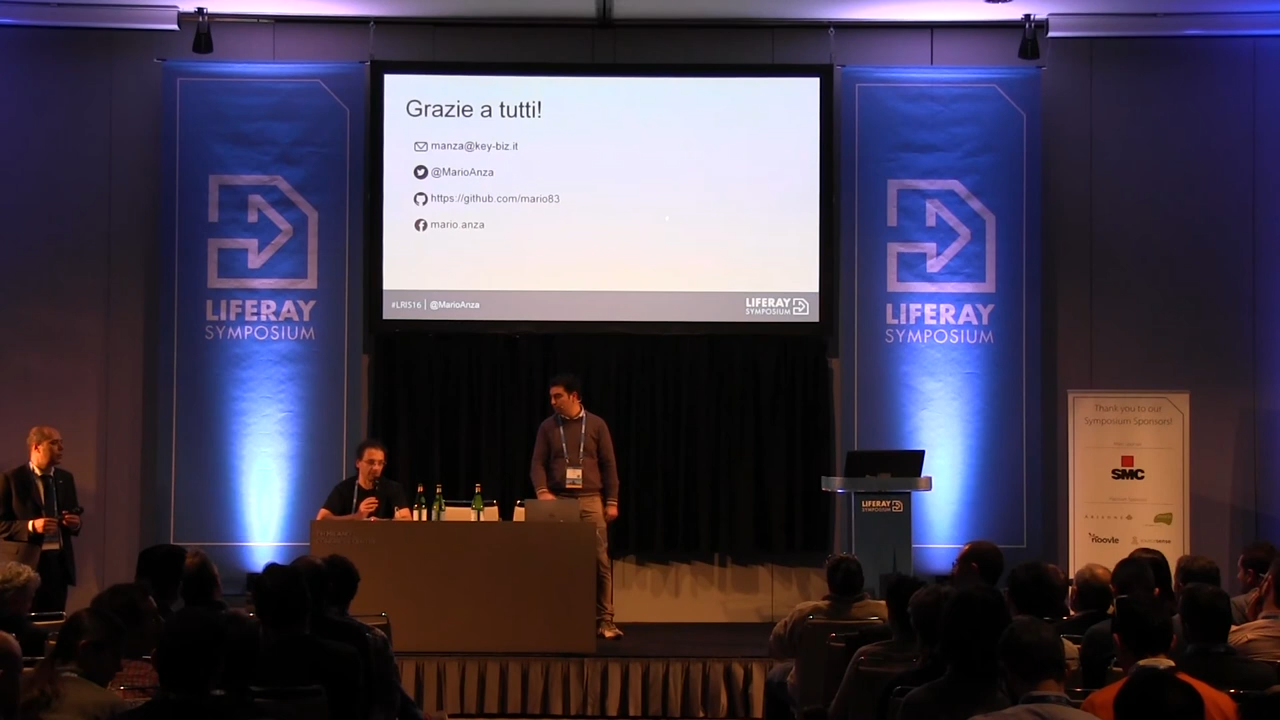 Grazie a tutti!
manza@key-biz.it
@MarioAnza
https://github.com/mario83
mario.anza
#LRIS16 | @MarioAnza
LIFERAY
SYMPOSIUM
LIFERAY
SYMPOSIUM
LIFERAY
SYMPOSIUM
LIFERAY
Thank you to our
Symposium Sponsors!
SMC